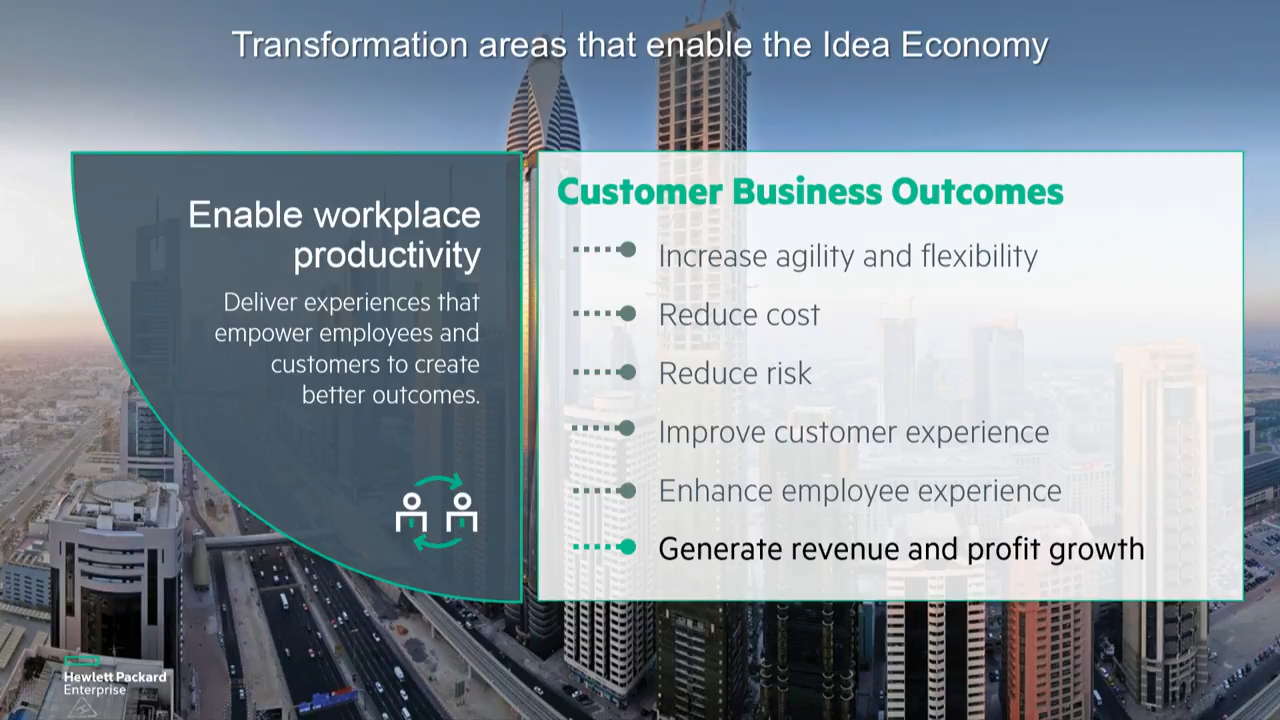 Transformation areas that enable the Idea Economy
Enable workplace
productivity
Deliver experiences that
empower employees and
customers to create
better outcomes.
Customer Business Outcomes
Increase agility and flexibility
Reduce cost
Reduce risk
Improve customer experience
Enhance employee experience
Generate revenue and profit growth
Hewlett Packard
Enterprise